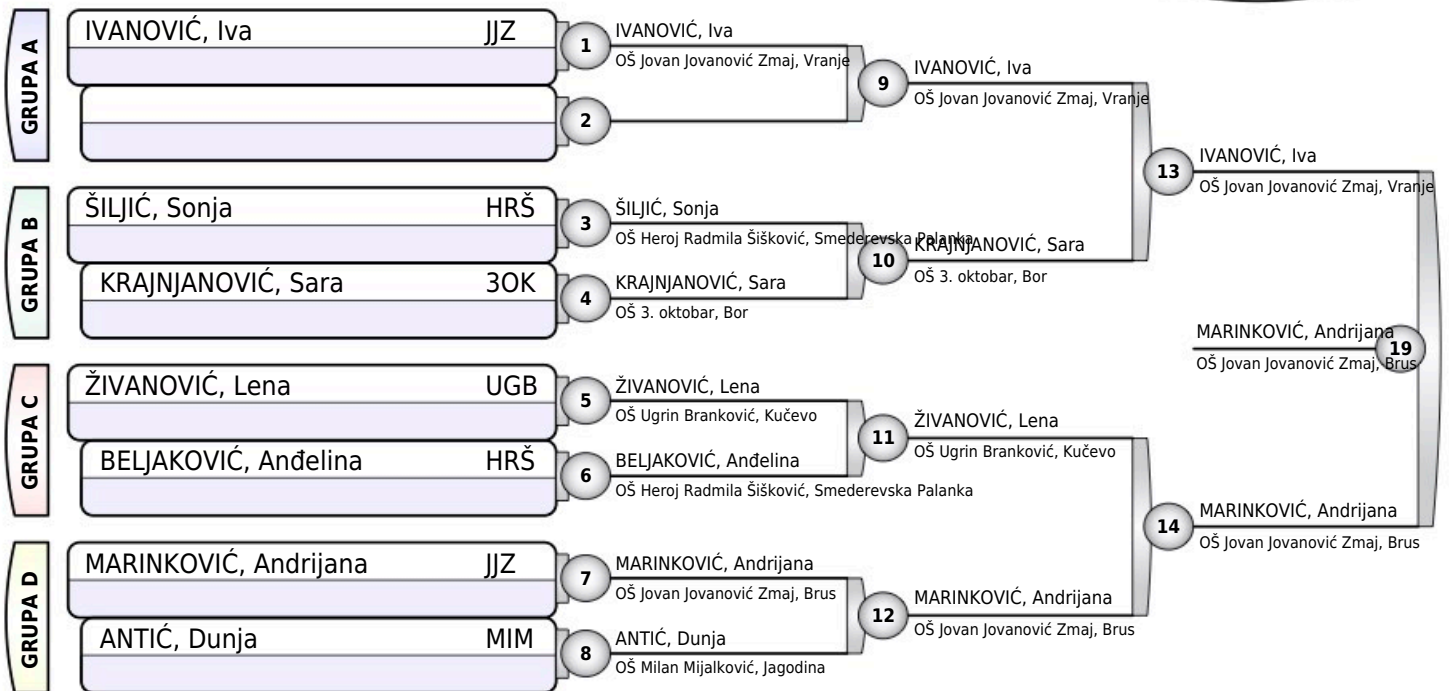 GRUPA A
IVANOVIĆ, Iva JJZ
1
IVANOVIĆ, Iva
OŠ Jovan Jovanović Zmaj, Vranje
2
9
IVANOVIĆ, Iva
OŠ Jovan Jovanović Zmaj, Vranje
13
IVANOVIĆ, Iva
OŠ Jovan Jovanović Zmaj, Vranje
GRUPA B
ŠILJIĆ, Sonja HRŠ
3
ŠILJIĆ, Sonja
OŠ Heroj Radmila Šišković, Smederevska Palanka
KRAJNJANOVIĆ, Sara 3OK
4
KRAJNJANOVIĆ, Sara
OŠ 3. oktobar, Bor
10
KRAJNJANOVIĆ, Sara
OŠ 3. oktobar, Bor
MARINKOVIĆ, Andrijana
OŠ Jovan Jovanović Zmaj, Brus
19
GRUPA C
ŽIVANOVIĆ, Lena UGB
5
ŽIVANOVIĆ, Lena
OŠ Ugrin Branković, Kučevo
BELJAKOVIĆ, Anđelina HRŠ
6
BELJAKOVIĆ, Anđelina
OŠ Heroj Radmila Šišković, Smederevska Palanka
11
ŽIVANOVIĆ, Lena
OŠ Ugrin Branković, Kučevo
14
MARINKOVIĆ, Andrijana
OŠ Jovan Jovanović Zmaj, Brus
GRUPA D
MARINKOVIĆ, Andrijana JJZ
7
MARINKOVIĆ, Andrijana
OŠ Jovan Jovanović Zmaj, Brus
ANTIĆ, Dunja MIM
8
ANTIĆ, Dunja
OŠ Milan Mijalković, Jagodina
12
MARINKOVIĆ, Andrijana
OŠ Jovan Jovanović Zmaj, Brus